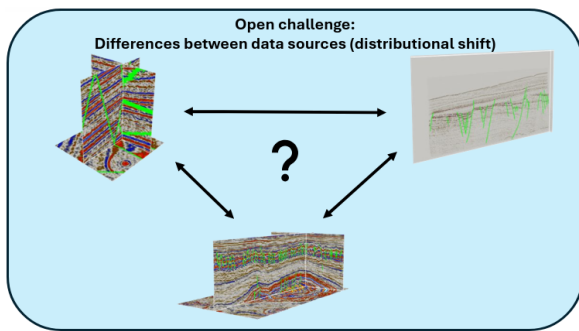 Open challenge:
Differences between data sources (distributional shift)
?